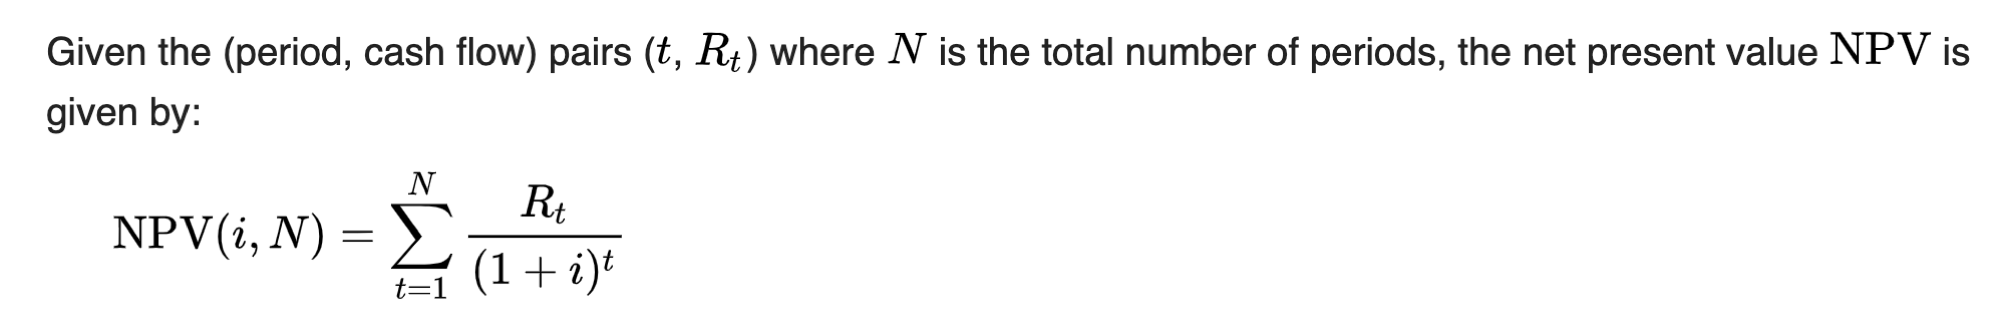 Given the (period, cash flow) pairs (t, R_t) where N is the total number of periods, the net present value NPV is
given by:
NPV(i, N) = \sum_{t=1}^{N} \frac{R_t}{(1+i)^t}